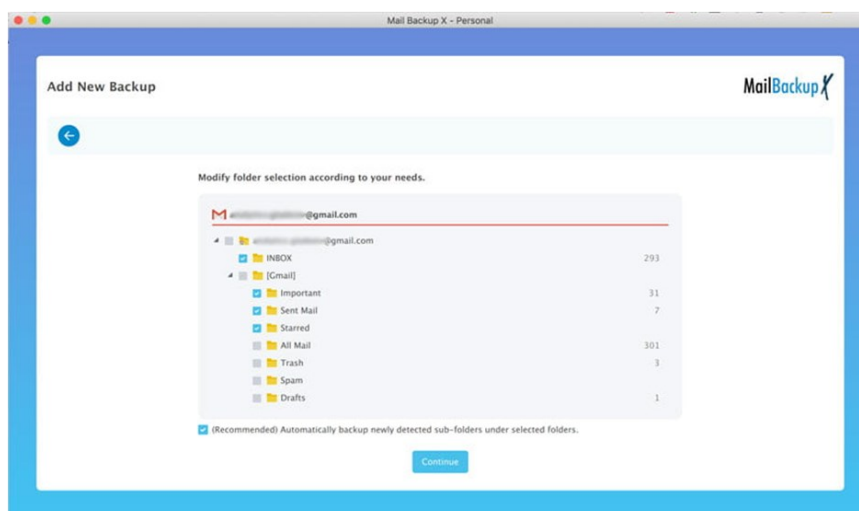 Mail Backup X - Personal
Add New Backup
MailBackupX
Modify folder selection according to your needs.
@gmail.com
@gmail.com
INBOX 293
[Gmail]
Important 31
Sent Mail 7
Starred
All Mail 301
Trash 3
Spam
Drafts 1
(Recommended) Automatically backup newly detected sub-folders under selected folders.
Continue